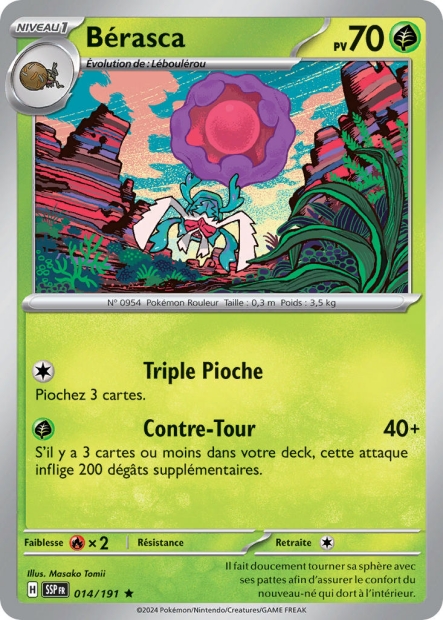 NIVEAU 1
Bérasca
PV 70
Évolution de : Léboulérou
N° 0954 Pokémon Rouleur Taille : 0,3 m Poids : 3,5 kg
Triple Pioche
Piochez 3 cartes.
Contre-Tour 40+
S'il y a 3 cartes ou moins dans votre deck, cette attaque
inflige 200 dégâts supplémentaires.
Faiblesse ×2 Résistance Retraite
Illus. Masako Tomii
H SSP FR 014/191 ★
Il fait doucement tourner sa sphère avec
ses pattes afin d'assurer le confort du
nouveau-né qui dort à l'intérieur.
©2024 Pokémon/Nintendo/Creatures/GAME FREAK